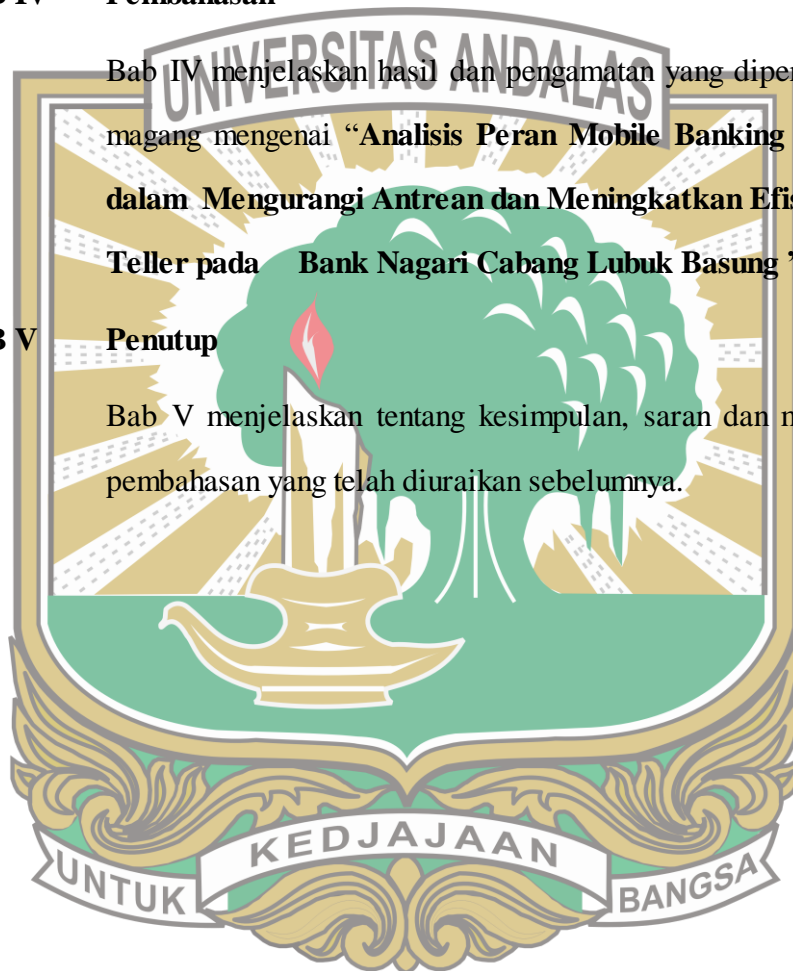 UNIVERSITAS ANDALAS
Bab IV menjelaskan hasil dan pengamatan yang
magang mengenai “Analisis Peran Mobile Banking
dalam Mengurangi Antrean dan Meningkatkan
Teller pada Bank Nagari Cabang Lubuk Basung ”
V Penutup
Bab V menjelaskan tentang kesimpulan, saran dan
pembahasan yang telah diuraikan sebelumnya.
KEDJAJAAN
UNTUK BANGSA